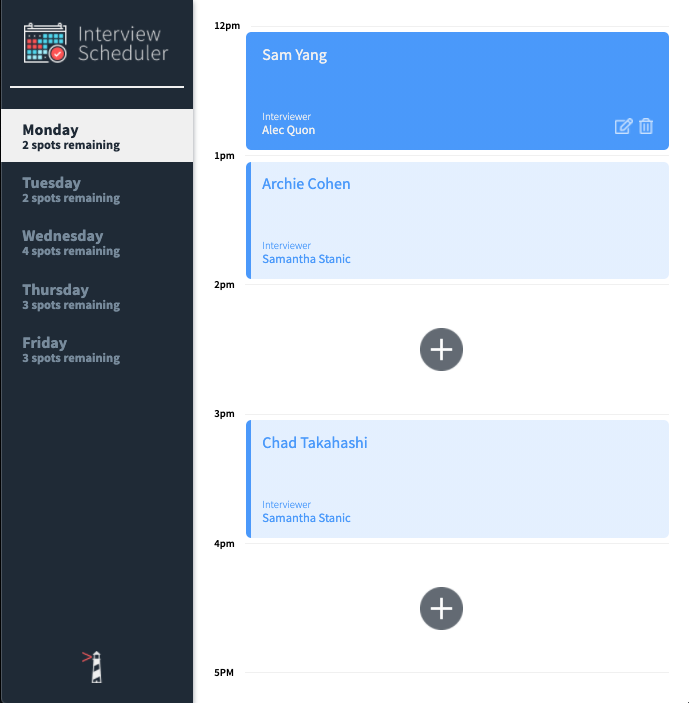 Interview
Scheduler
Monday
2 spots remaining
Tuesday
2 spots remaining
Wednesday
4 spots remaining
Thursday
3 spots remaining
Friday
3 spots remaining
12pm
Sam Yang
Interviewer
Alec Quon
1pm
Archie Cohen
Interviewer
Samantha Stanic
2pm
3pm
Chad Takahashi
Interviewer
Samantha Stanic
4pm
5PM